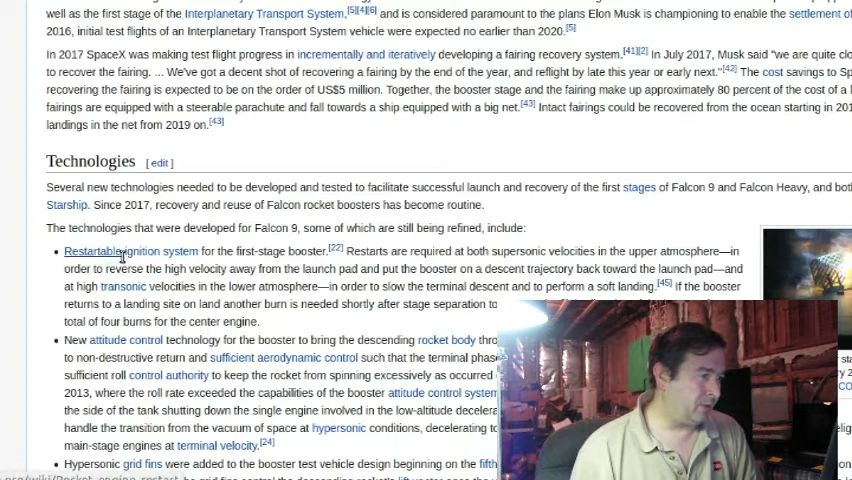 well as the first stage of the Interplanetary Transport System,[5][4][6] and is considered paramount to the plans Elon Musk is championing to enable the settlement of
2016, initial test flights of an Interplanetary Transport System vehicle were expected no earlier than 2020.[5]
In 2017 SpaceX was making test flight progress in incrementally and iteratively developing a fairing recovery system.[41][2] In July 2017, Musk said "we are quite clo
to recover the fairing. ... We've got a decent shot of recovering a fairing by the end of the year, and reflight by late this year or early next."[42] The cost savings to Sp
recovering the fairing is expected to be on the order of US$5 million. Together, the booster stage and the fairing make up approximately 80 percent of the cost of a l
fairings are equipped with a steerable parachute and fall towards a ship equipped with a big net.[43] Intact fairings could be recovered from the ocean starting in 201
landings in the net from 2019 on.[43]
Technologies [ edit ]
Several new technologies needed to be developed and tested to facilitate successful launch and recovery of the first stages of Falcon 9 and Falcon Heavy, and both
Starship. Since 2017, recovery and reuse of Falcon rocket boosters has become routine.
The technologies that were developed for Falcon 9, some of which are still being refined, include:
• Restartable ignition system for the first-stage booster.[22] Restarts are required at both supersonic velocities in the upper atmosphere—in
order to reverse the high velocity away from the launch pad and put the booster on a descent trajectory back toward the launch pad—and
at high transonic velocities in the lower atmosphere—in order to slow the terminal descent and to perform a soft landing.[45] If the booster
returns to a landing site on land another burn is needed shortly after stage separation to
total of four burns for the center engine.
• New attitude control technology for the booster to bring the descending rocket body thro
to non-destructive return and sufficient aerodynamic control such that the terminal phase
sufficient roll control authority to keep the rocket from spinning excessively as occurred
2013, where the roll rate exceeded the capabilities of the booster attitude control system
the side of the tank shutting down the single engine involved in the low-altitude decelera
handle the transition from the vacuum of space at hypersonic conditions, decelerating to
main-stage engines at terminal velocity.[24]
• Hypersonic grid fins were added to the booster test vehicle design beginning on the fifth